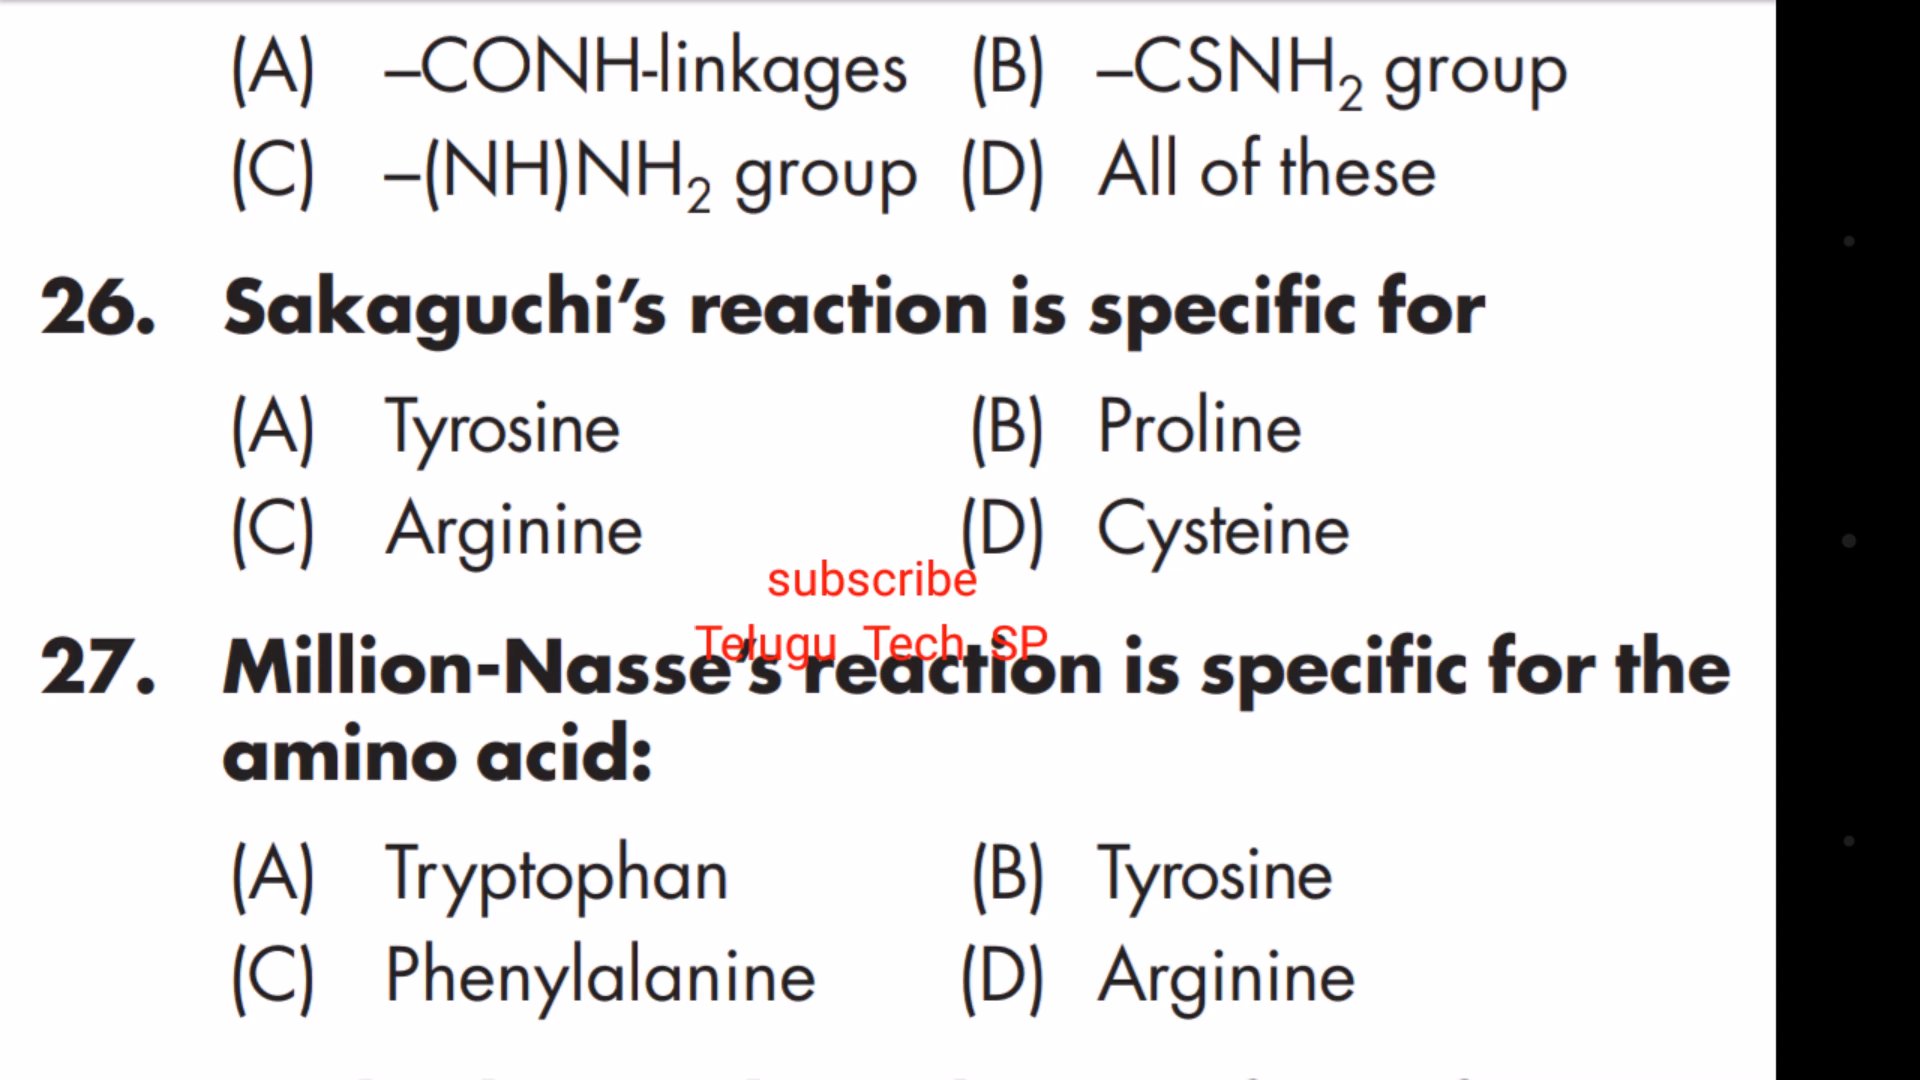 (A) –CONH-linkages (B) –CSNH₂ group
(C) –(NH)NH₂ group (D) All of these
26. Sakaguchi’s reaction is specific for
(A) Tyrosine (B) Proline
(C) Arginine (D) Cysteine
subscribe
Telugu Tech SP
27. Million-Nasse’s reaction is specific for the
amino acid:
(A) Tryptophan (B) Tyrosine
(C) Phenylalanine (D) Arginine